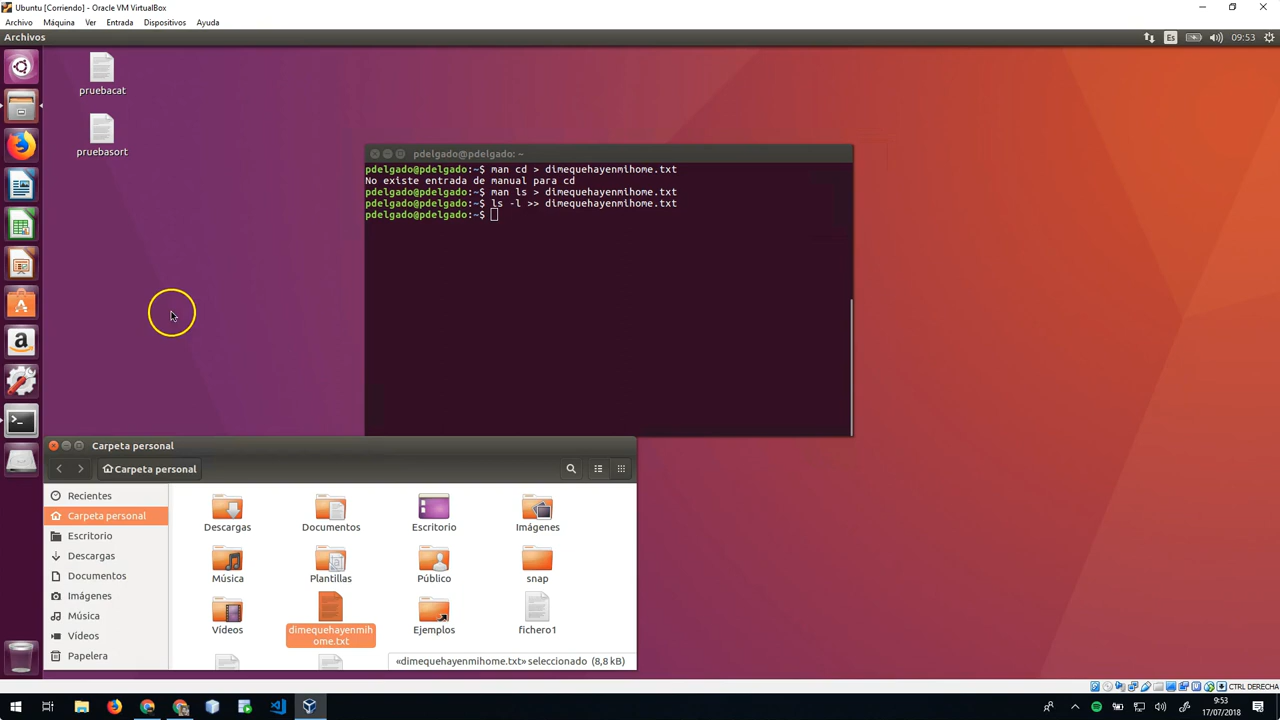 Ubuntu [Corriendo] - Oracle VM VirtualBox
Archivo Máquina Ver Entrada Dispositivos Ayuda
Archivos
Es
09:53
pruebacat
pruebasort
pdelgado@pdelgado: ~
pdelgado@pdelgado:~$ man cd > dimequehayenmihome.txt
No existe entrada de manual para cd
pdelgado@pdelgado:~$ man ls > dimequehayenmihome.txt
pdelgado@pdelgado:~$ ls -l >> dimequehayenmihome.txt
pdelgado@pdelgado:~$
Carpeta personal
Carpeta personal
Recientes
Carpeta personal
Escritorio
Descargas
Documentos
Imágenes
Música
Vídeos
Papelera
Descargas Documentos Escritorio Imágenes
Música Plantillas Público snap
Vídeos dimequehayenmih
ome.txt
Ejemplos fichero1
«dimequehayenmihome.txt» seleccionado (8,8 kB)
CTRL DERECHA
9:53
17/07/2018